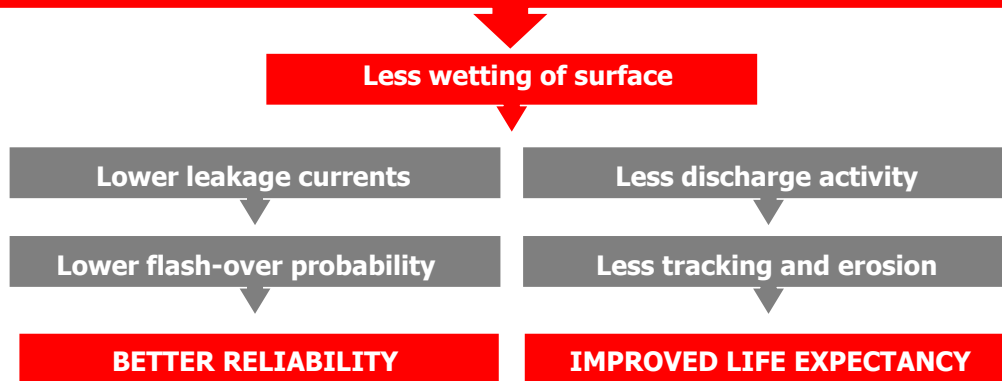 Less wetting of surface
Lower leakage currents
Less discharge activity
Lower flash-over probability
Less tracking and erosion
BETTER RELIABILITY
IMPROVED LIFE EXPECTANCY